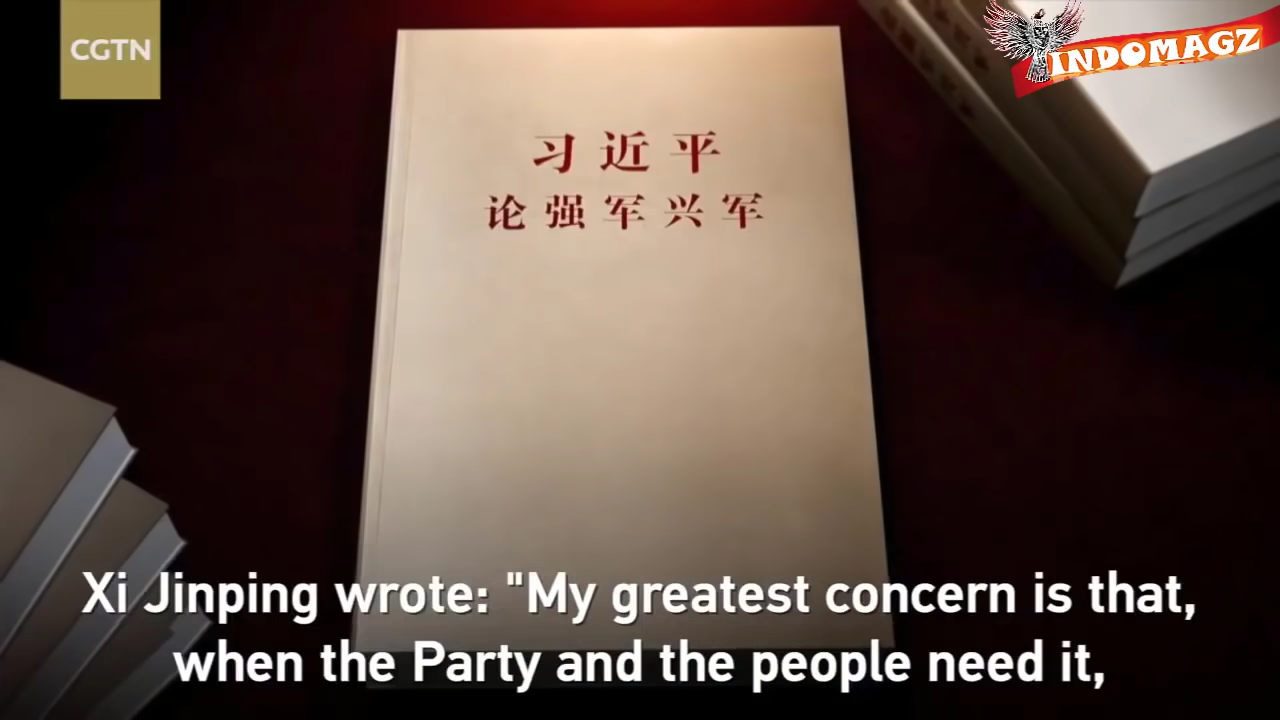 CGTN
INDOMAGZ
习近平
论强军兴军
Xi Jinping wrote: "My greatest concern is that,
when the Party and the people need it,